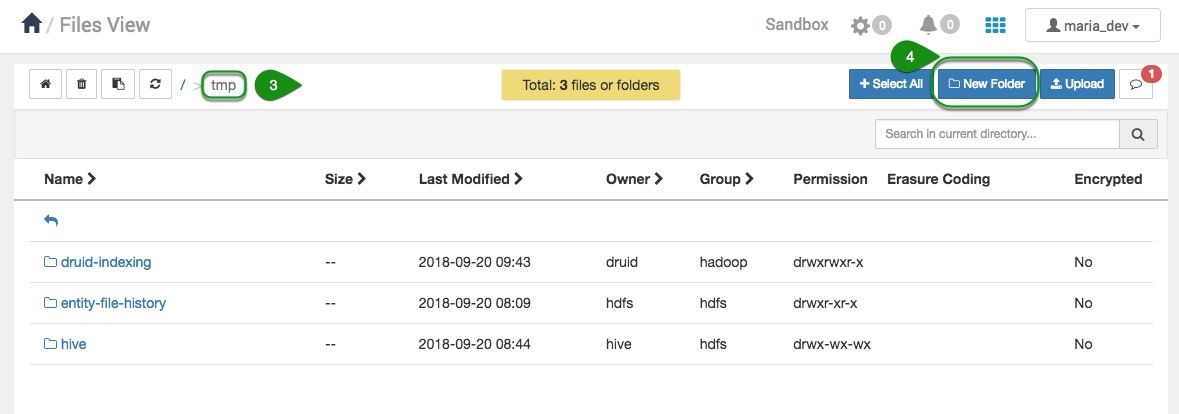 / Files View Sandbox 0 0 maria_dev
4
/ > tmp 3 Total: 3 files or folders + Select All New Folder Upload 1
Search in current directory...
Name Size Last Modified Owner Group Permission Erasure Coding Encrypted
druid-indexing -- 2018-09-20 09:43 druid hadoop drwxrwxr-x No
entity-file-history -- 2018-09-20 08:09 hdfs hdfs drwxr-xr-x No
hive -- 2018-09-20 08:44 hive hdfs drwx-wx-wx No